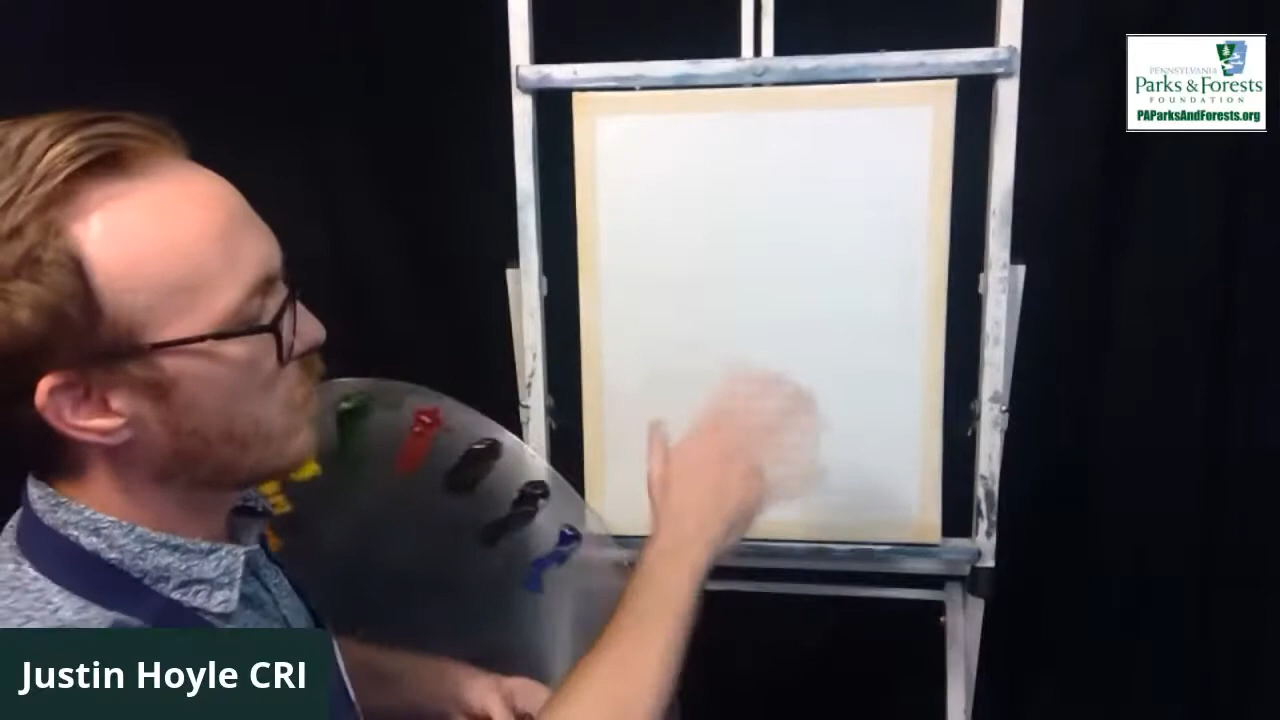 PENNSYLVANIA
Parks & Forests
FOUNDATION
PAParksAndForests.org
Justin Hoyle CRI